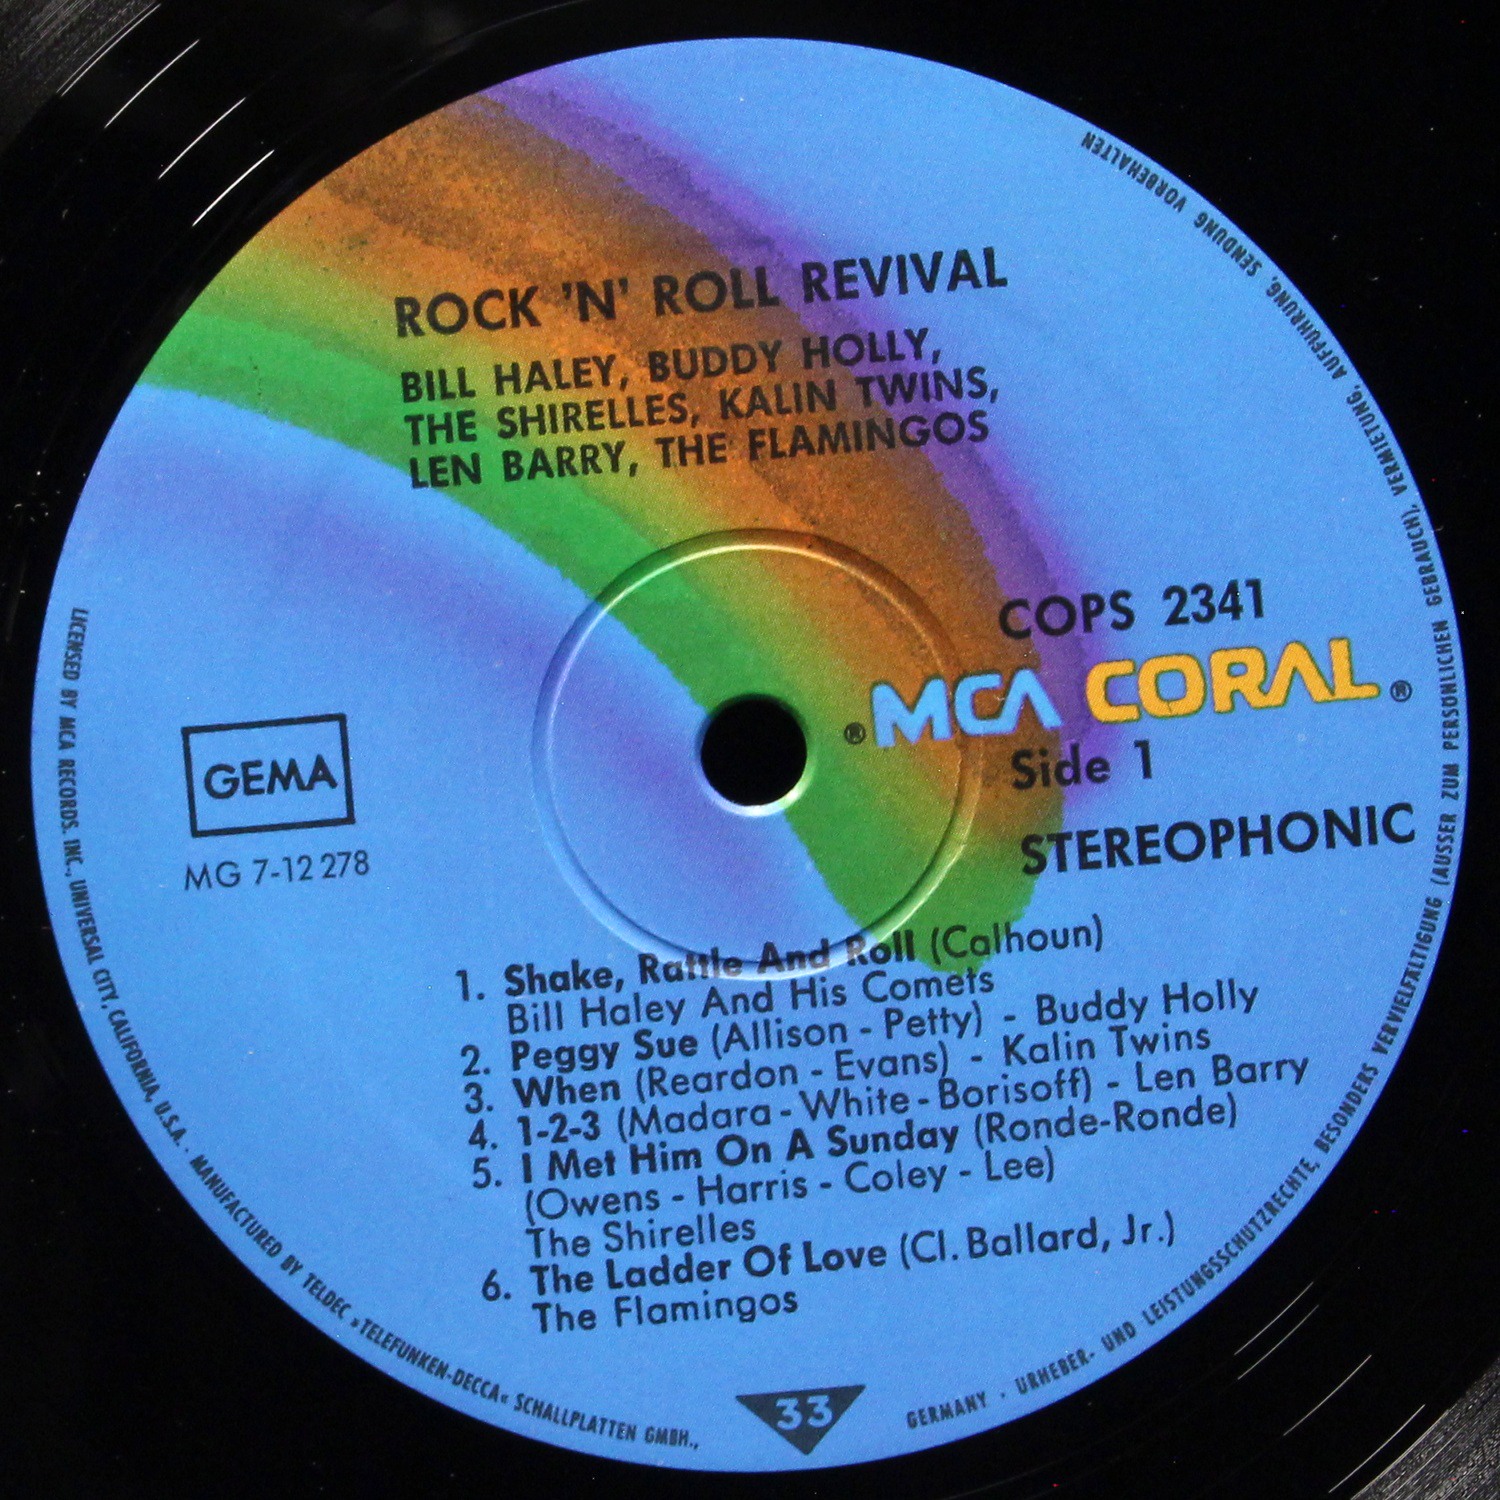 ROCK 'N' ROLL REVIVAL
BILL HALEY, BUDDY HOLLY,
THE SHIRELLES, KALIN TWINS,
LEN BARRY, THE FLAMINGOS
COPS 2341
®MCA CORAL®
Side 1
STEREOPHONIC
GEMA
MG 7-12278
1. Shake, Rattle And Roll (Calhoun)
Bill Haley And His Comets
2. Peggy Sue (Allison - Petty) - Buddy Holly
3. When (Reardon - Evans) - Kalin Twins
4. 1-2-3 (Madara - White - Borisoff) - Len Barry
5. I Met Him On A Sunday (Ronde-Ronde)
(Owens - Harris - Coley - Lee)
The Shirelles
6. The Ladder Of Love (Cl. Ballard, Jr.)
The Flamingos
33
LICENSED BY MCA RECORDS. INC., UNIVERSAL CITY, CALIFORNIA, U.S.A. · MANUFACTURED BY TELDEC »TELEFUNKEN-DECCA« SCHALLPLATTEN GMBH., GERMANY · URHEBER- UND LEISTUNGSSCHUTZRECHTE, BESONDERS VERVIELFÄLTIGUNG (AUSSER ZUM PERSÖNLICHEN GEBRAUCH), VERMIETUNG, AUFFÜHRUNG, SENDUNG VORBEHALTEN